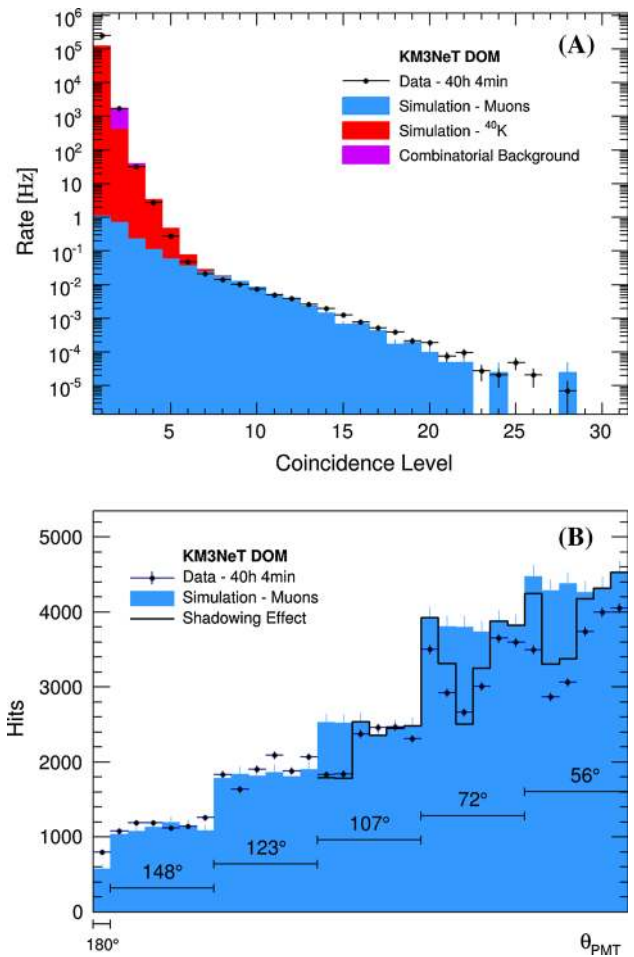 (A)
KM3NeT DOM
Data - 40h 4min
Simulation - Muons
Simulation - ⁴⁰K
Combinatorial Background
Rate [Hz]
10⁶
10⁵
10⁴
10³
10²
10
1
10⁻¹
10⁻²
10⁻³
10⁻⁴
10⁻⁵
5 10 15 20 25 30
Coincidence Level
(B)
KM3NeT DOM
Data - 40h 4min
Simulation - Muons
Shadowing Effect
Hits
5000
4000
3000
2000
1000
0
56°
72°
107°
123°
148°
180°
θPMT